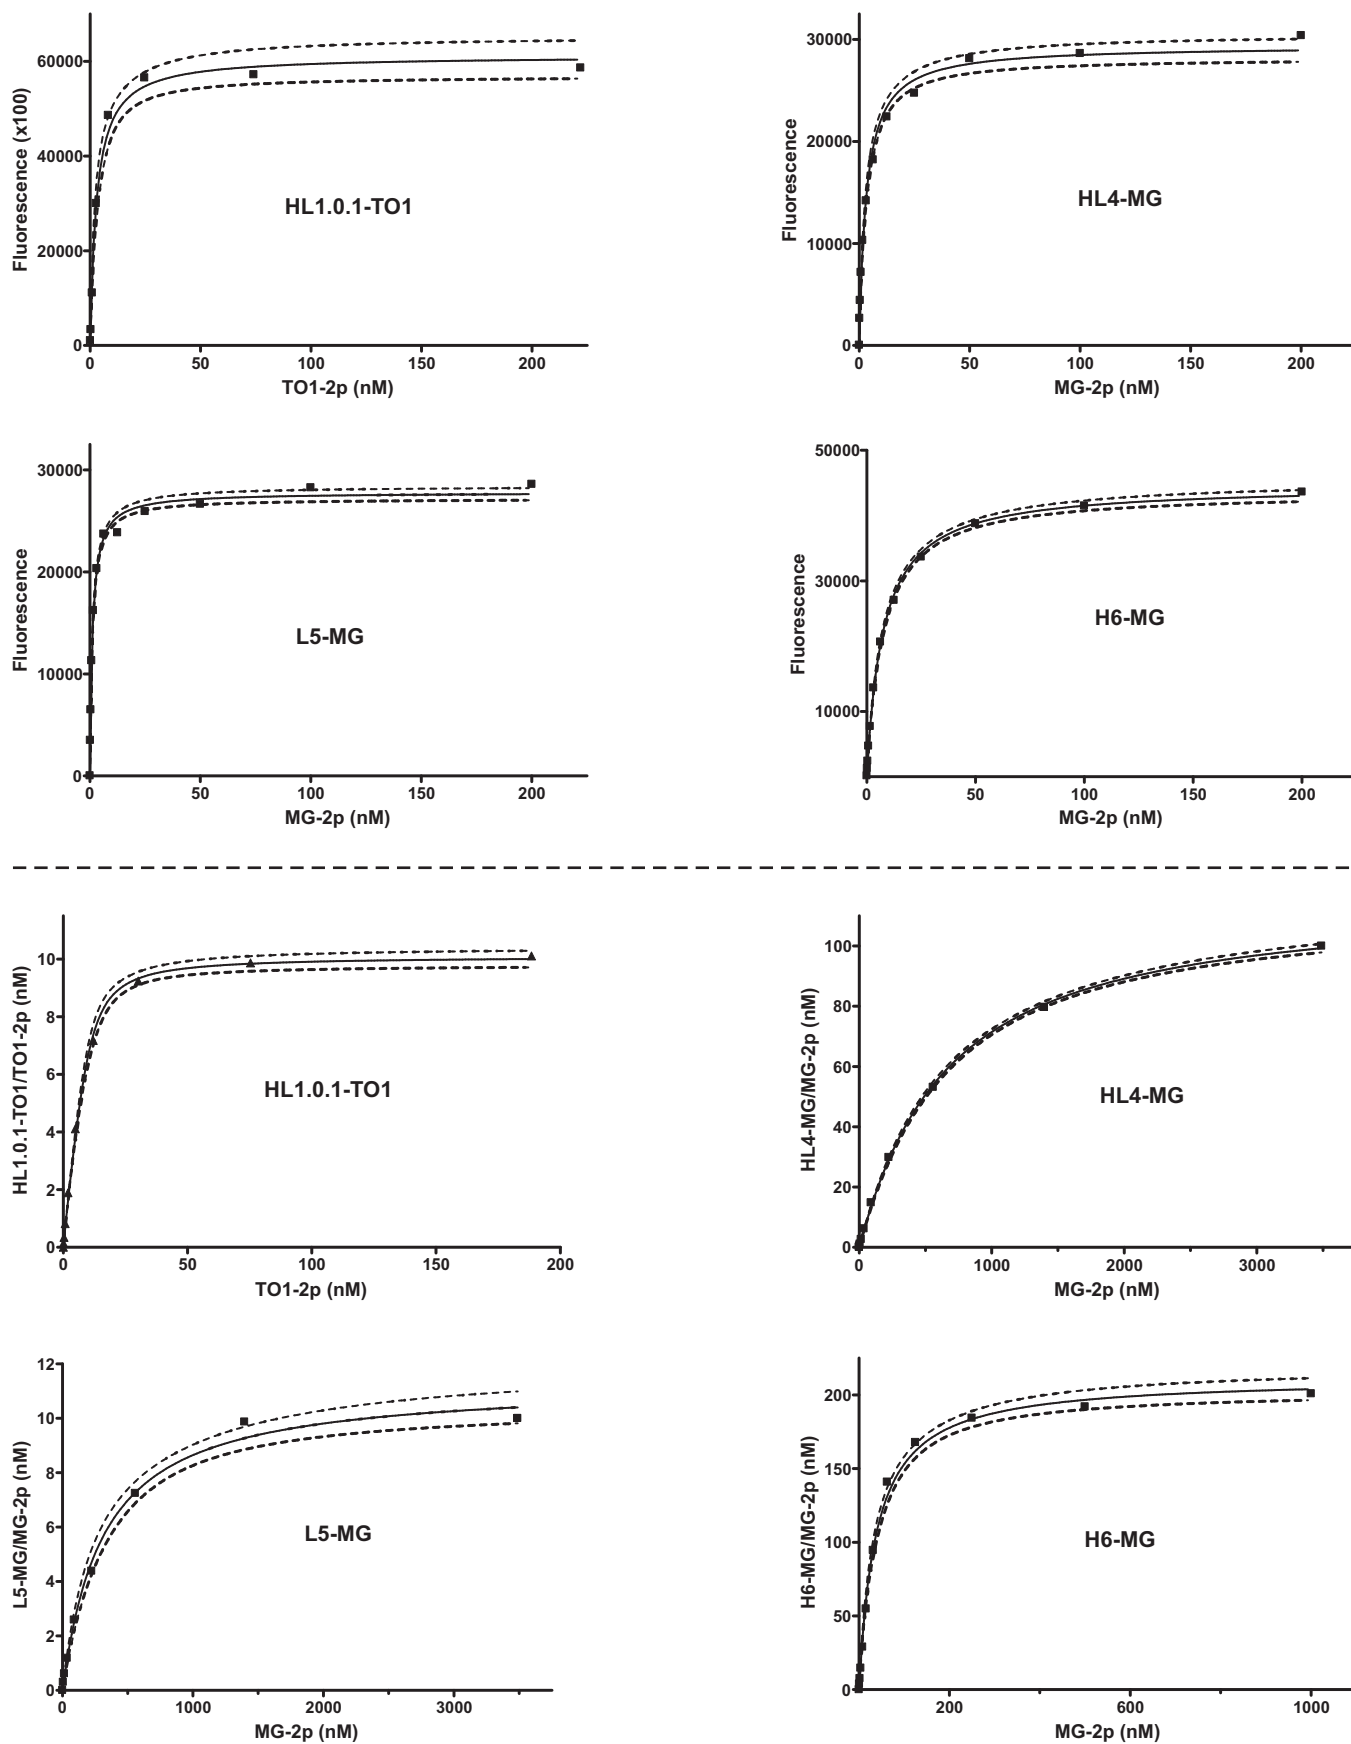 Fluorescence (x100)
60000
40000
20000
0
0 50 100 150 200
TO1-2p (nM)
HL1.0.1-TO1
Fluorescence
30000
20000
10000
0
0 50 100 150 200
MG-2p (nM)
HL4-MG
Fluorescence
30000
20000
10000
0
0 50 100 150 200
MG-2p (nM)
L5-MG
Fluorescence
50000
30000
10000
0 50 100 150 200
MG-2p (nM)
H6-MG
HL1.0.1-TO1/TO1-2p (nM)
10
8
6
4
2
0
0 50 100 150 200
TO1-2p (nM)
HL1.0.1-TO1
HL4-MG/MG-2p (nM)
100
80
60
40
20
0
0 1000 2000 3000
MG-2p (nM)
HL4-MG
L5-MG/MG-2p (nM)
12
10
8
6
4
2
0
0 1000 2000 3000
MG-2p (nM)
L5-MG
H6-MG/MG-2p (nM)
200
150
100
50
0
200 600 1000
MG-2p (nM)
H6-MG